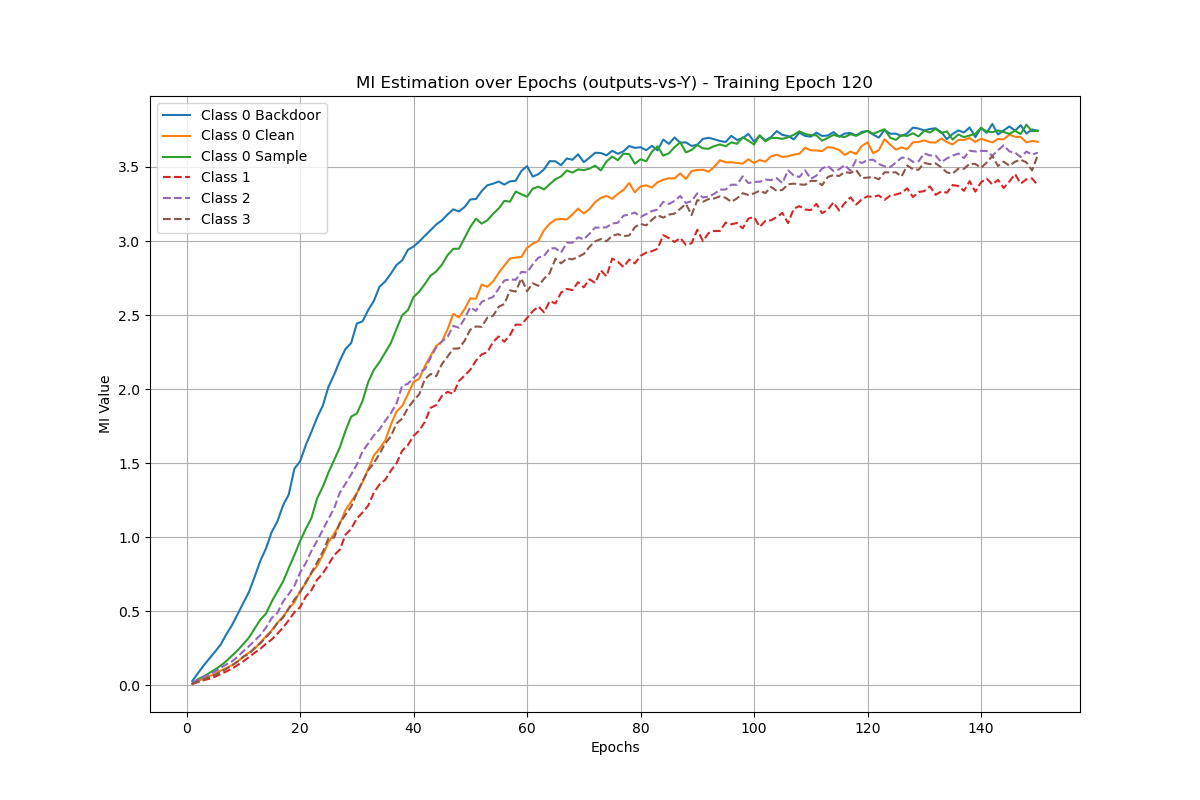 MI Estimation over Epochs (outputs-vs-Y) - Training Epoch 120
Class 0 Backdoor
Class 0 Clean
Class 0 Sample
Class 1
Class 2
Class 3
MI Value
3.5
3.0
2.5
2.0
1.5
1.0
0.5
0.0
0 20 40 60 80 100 120 140
Epochs